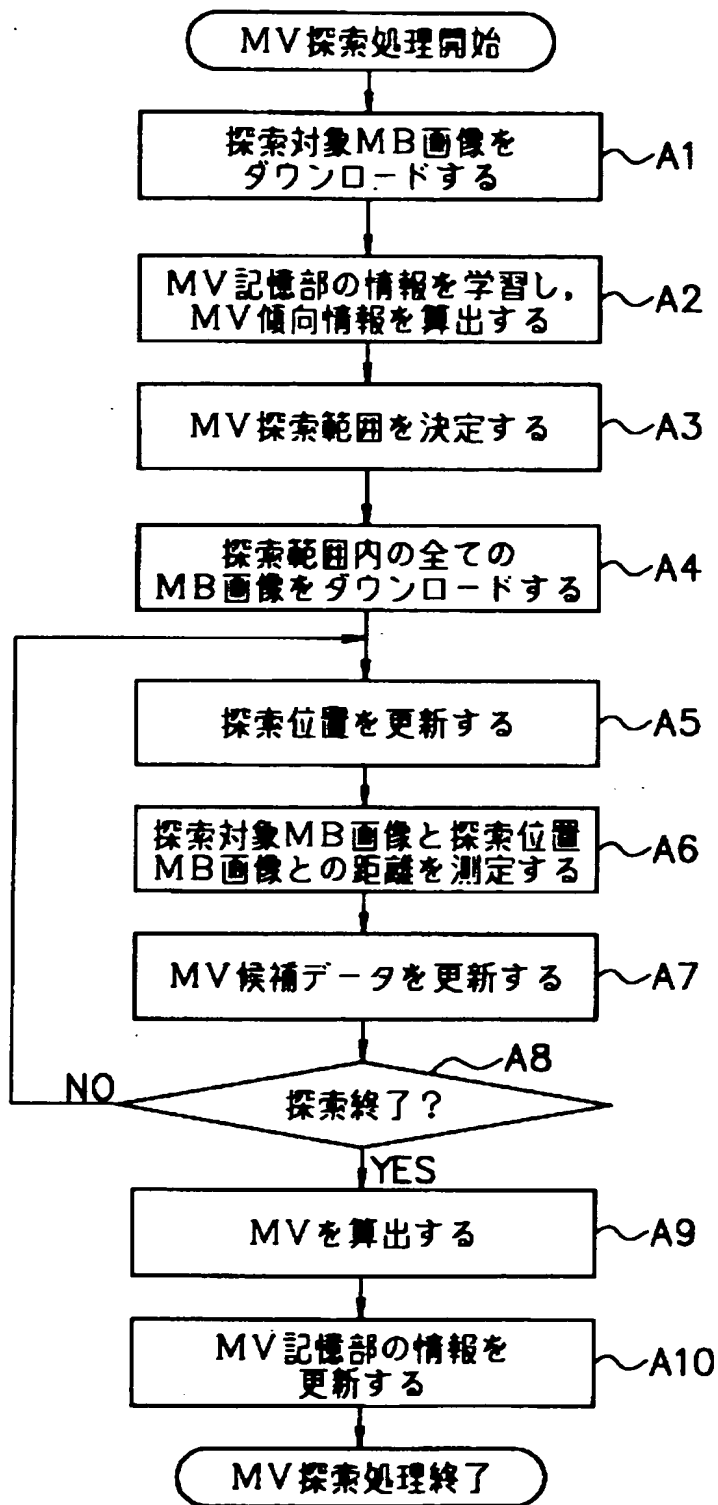 MV探索処理開始
探索対象MB画像を
ダウンロードする
A1
MV記憶部の情報を学習し,
MV傾向情報を算出する
A2
MV探索範囲を決定する
A3
探索範囲内の全ての
MB画像をダウンロードする
A4
探索位置を更新する
A5
探索対象MB画像と探索位置
MB画像との距離を測定する
A6
MV候補データを更新する
A7
A8
NO
探索終了?
YES
MVを算出する
A9
MV記憶部の情報を
更新する
A10
MV探索処理終了